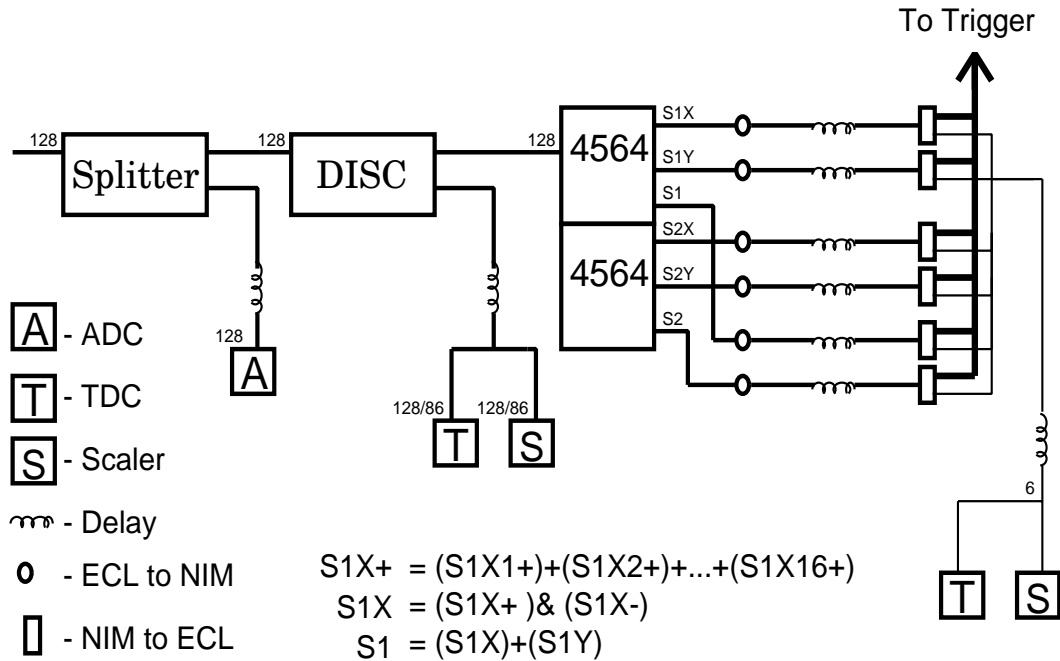 To Trigger
128
Splitter
128
DISC
128
4564
S1X
S1Y
S1
4564
S2X
S2Y
S2
128
A
128/86
T
128/86
S
6
T
S
A - ADC
T - TDC
S - Scaler
- Delay
- ECL to NIM
- NIM to ECL
S1X+ = (S1X1+)+(S1X2+)+...+(S1X16+)
S1X = (S1X+ )& (S1X-)
S1 = (S1X)+(S1Y)